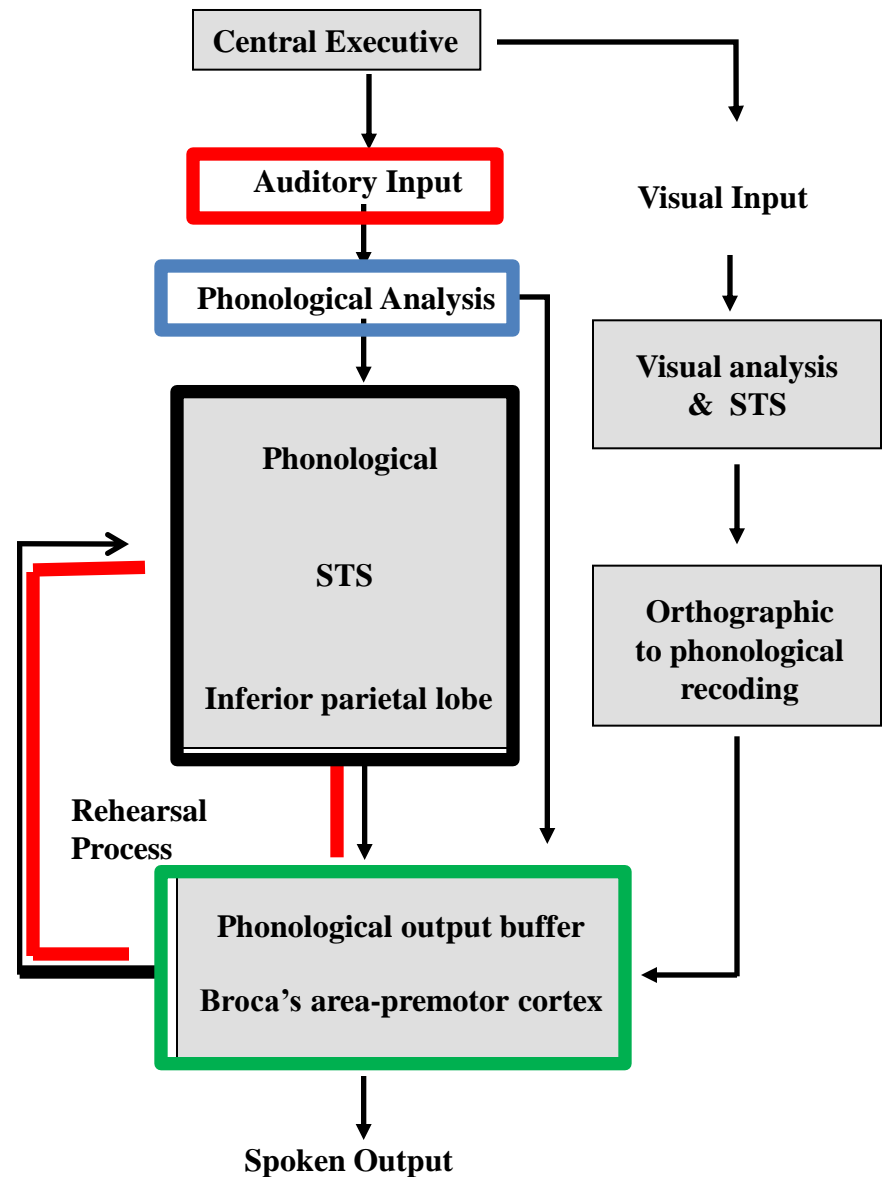 Central Executive
Auditory Input
Visual Input
Phonological Analysis
Visual analysis
& STS
Phonological
STS
Inferior parietal lobe
Orthographic
to phonological
recoding
Rehearsal
Process
Phonological output buffer
Broca’s area-premotor cortex
Spoken Output